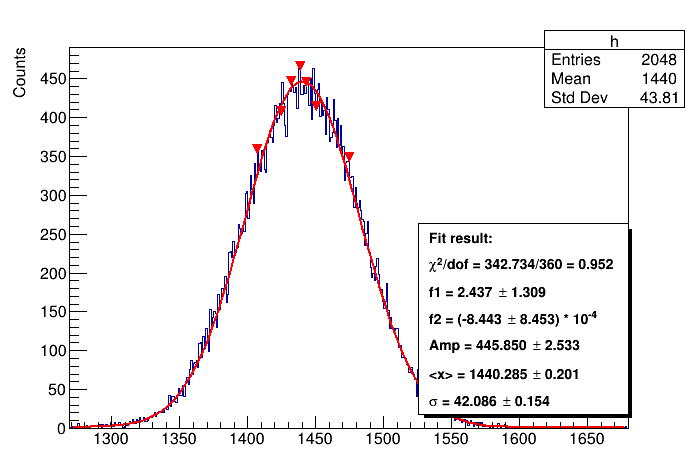 h
Entries 2048
Mean 1440
Std Dev 43.81
Counts
450
400
350
300
250
200
150
100
50
0
Fit result:
χ²/dof = 342.734/360 = 0.952
f1 = 2.437 ± 1.309
f2 = (-8.443 ± 8.453) * 10⁻⁴
Amp = 445.850 ± 2.533
<x> = 1440.285 ± 0.201
σ = 42.086 ± 0.154
1300 1350 1400 1450 1500 1550 1600 1650